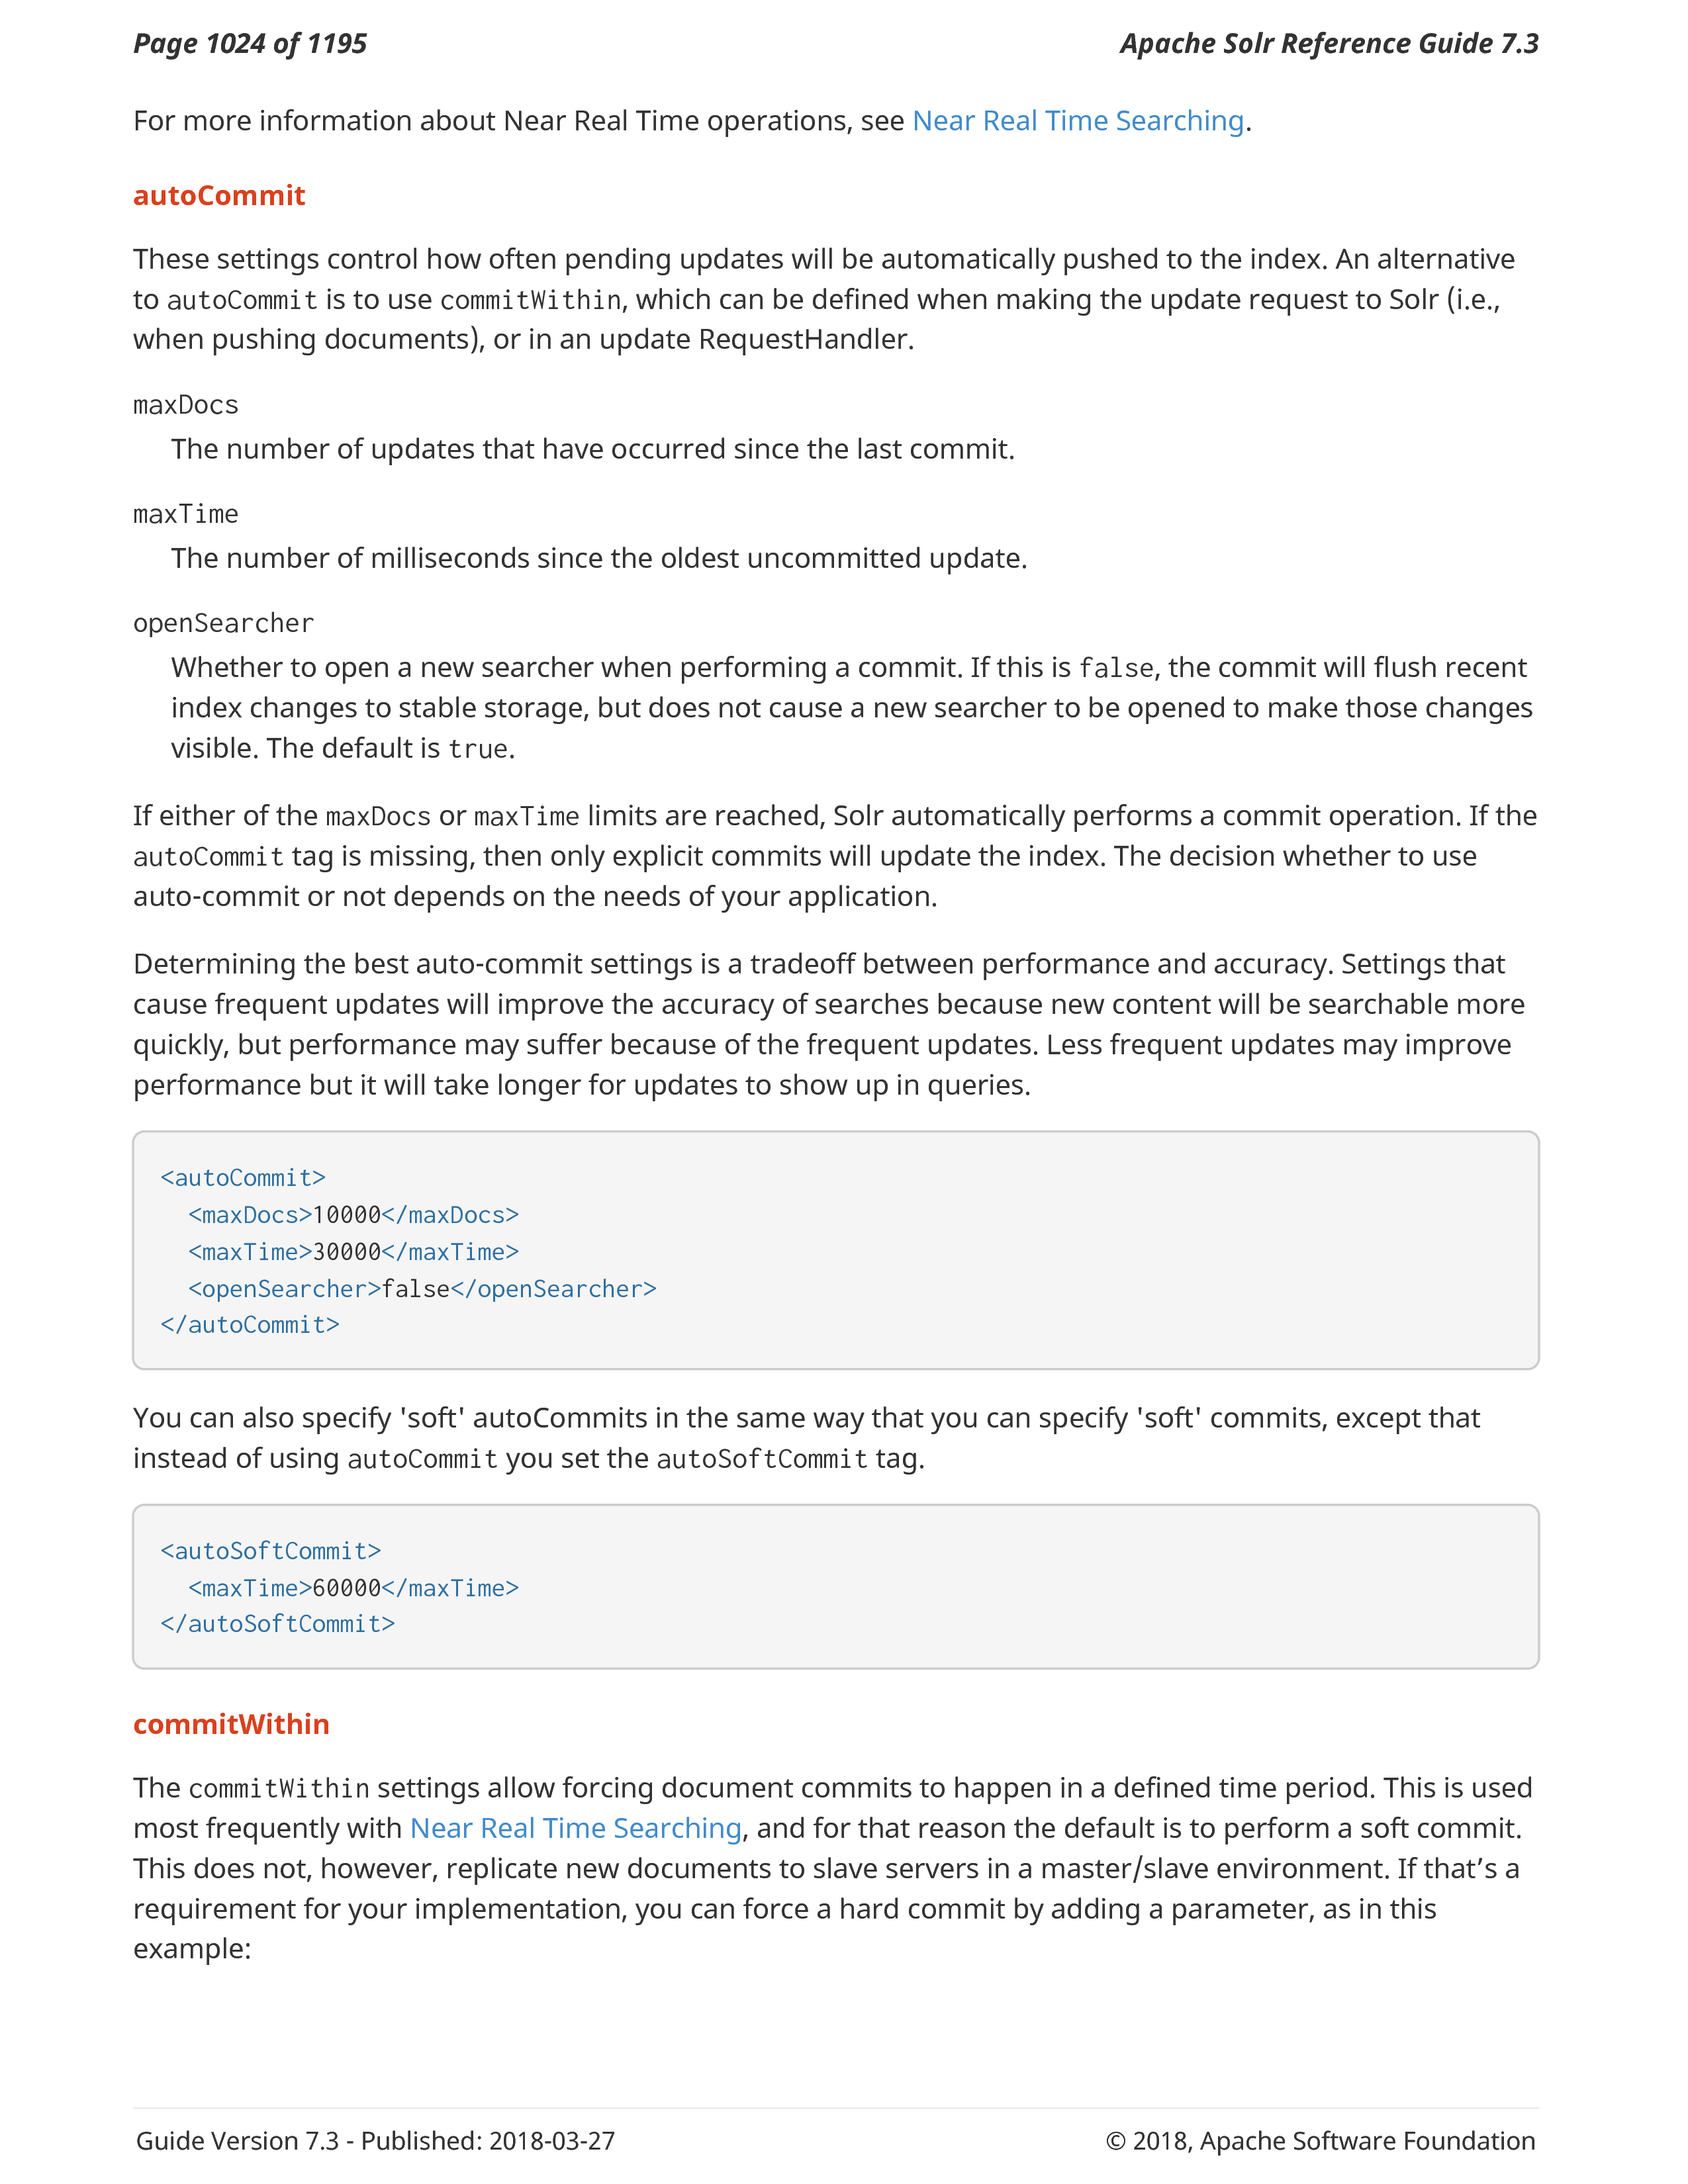 Page 1024 of 1195
Apache Solr Reference Guide 7.3
For more information about Near Real Time operations, see Near Real Time Searching.
autoCommit
These settings control how often pending updates will be automatically pushed to the index. An alternative
to autoCommit is to use commitWithin, which can be defined when making the update request to Solr (i.e.,
when pushing documents), or in an update RequestHandler.
maxDocs
The number of updates that have occurred since the last commit.
maxTime
The number of milliseconds since the oldest uncommitted update.
openSearcher
Whether to open a new searcher when performing a commit. If this is false, the commit will flush recent
index changes to stable storage, but does not cause a new searcher to be opened to make those changes
visible. The default is true.
If either of the maxDocs or maxTime limits are reached, Solr automatically performs a commit operation. If the
autoCommit tag is missing, then only explicit commits will update the index. The decision whether to use
auto-commit or not depends on the needs of your application.
Determining the best auto-commit settings is a tradeoff between performance and accuracy. Settings that
cause frequent updates will improve the accuracy of searches because new content will be searchable more
quickly, but performance may suffer because of the frequent updates. Less frequent updates may improve
performance but it will take longer for updates to show up in queries.
<autoCommit>
  <maxDocs>10000</maxDocs>
  <maxTime>30000</maxTime>
  <openSearcher>false</openSearcher>
</autoCommit>
You can also specify 'soft' autoCommits in the same way that you can specify 'soft' commits, except that
instead of using autoCommit you set the autoSoftCommit tag.
<autoSoftCommit>
  <maxTime>60000</maxTime>
</autoSoftCommit>
commitWithin
The commitWithin settings allow forcing document commits to happen in a defined time period. This is used
most frequently with Near Real Time Searching, and for that reason the default is to perform a soft commit.
This does not, however, replicate new documents to slave servers in a master/slave environment. If that’s a
requirement for your implementation, you can force a hard commit by adding a parameter, as in this
example:
Guide Version 7.3 - Published: 2018-03-27
© 2018, Apache Software Foundation